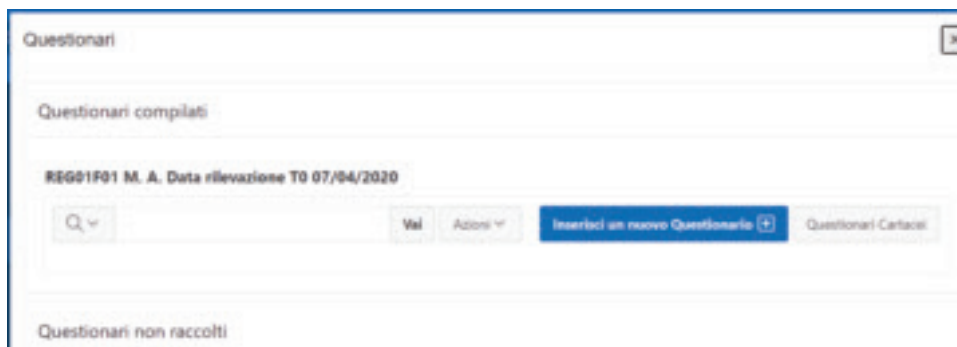 Questionari
Questionari compilati
REG01F01 M. A. Data rilevazione T0 07/04/2020
Vai Azioni Inserisci un nuovo Questionario Questionari Cartacei
Questionari non raccolti